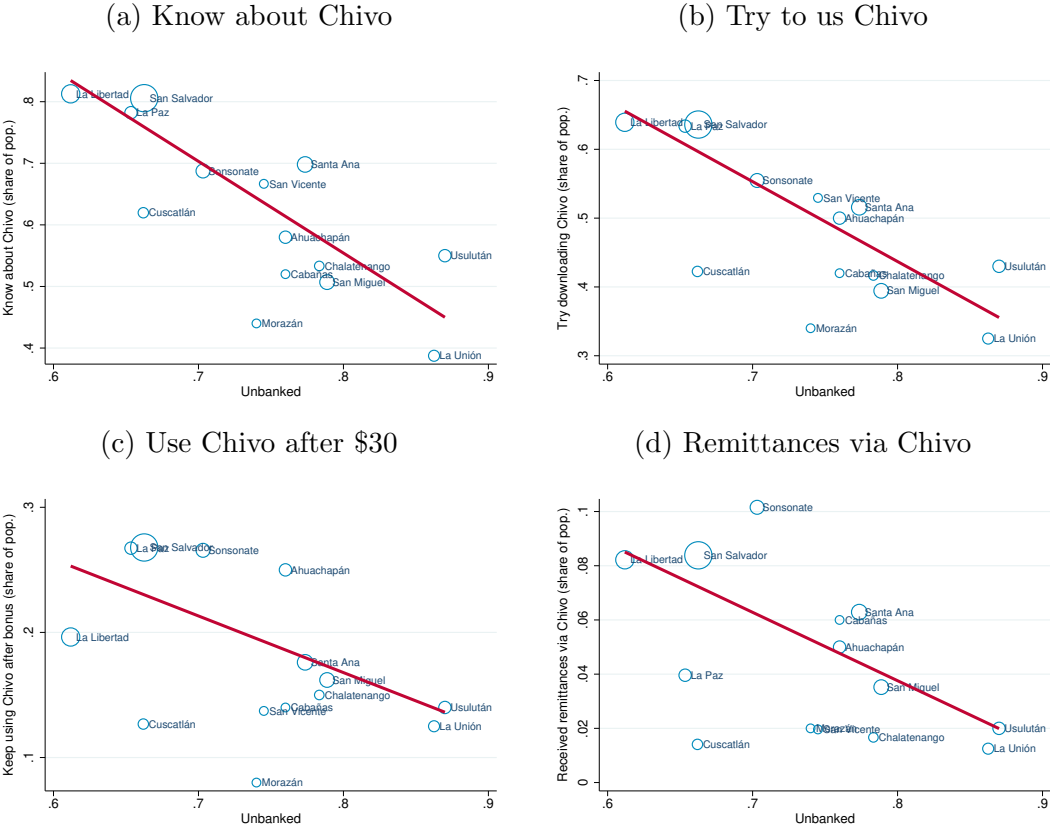 (a) Know about Chivo
Know about Chivo (share of pop.)
.8
.7
.6
.5
.4
La Libertad
San Salvador
La Paz
Santa Ana
Sonsonate
San Vicente
Cuscatlán
Ahuachapán
Usulután
Chalatenango
Cabañas
San Miguel
Morazán
La Unión
.6 .7 .8 .9
Unbanked
(b) Try to us Chivo
Try downloading Chivo (share of pop.)
.7
.6
.5
.4
.3
La Libertad
San Salvador
La Paz
Sonsonate
San Vicente
Santa Ana
Ahuachapán
Usulután
Cuscatlán
Cabañas
Chalatenango
San Miguel
Morazán
La Unión
.6 .7 .8 .9
Unbanked
(c) Use Chivo after $30
Keep using Chivo after bonus (share of pop.)
.3
.2
.1
La Paz
San Salvador
Sonsonate
Ahuachapán
La Libertad
Santa Ana
San Miguel
Chalatenango
Cabañas
San Vicente
Usulután
Cuscatlán
La Unión
Morazán
.6 .7 .8 .9
Unbanked
(d) Remittances via Chivo
Received remittances via Chivo (share of pop.)
.1
.08
.06
.04
.02
0
Sonsonate
San Salvador
La Libertad
Santa Ana
Cabañas
Ahuachapán
La Paz
San Miguel
Morazán
San Vicente
Usulután
Chalatenango
Cuscatlán
La Unión
.6 .7 .8 .9
Unbanked